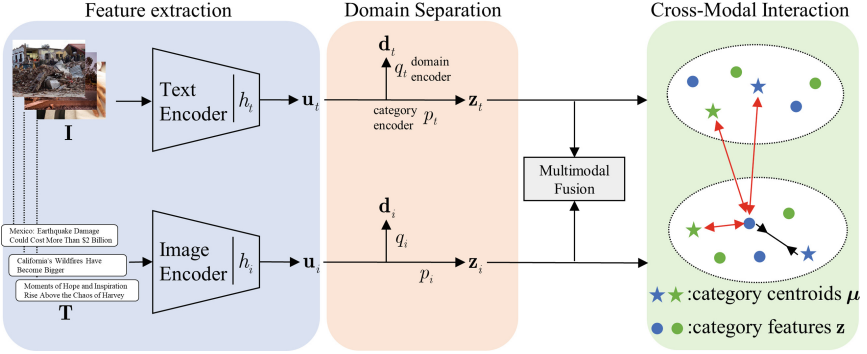 Feature extraction
Domain Separation
Cross-Modal Interaction
I
Text
Encoder
h_t
u_t
d_t
q_t
domain
encoder
category
encoder
p_t
z_t
Multimodal
Fusion
Mexico: Earthquake Damage
Could Cost More Than $2 Billion
California's Wildfires Have
Become Bigger
Moments of Hope and Inspiration
Rise Above the Chaos of Harvey
T
Image
Encoder
h_i
u_i
d_i
q_i
p_i
z_i
:category centroids μ
:category features z